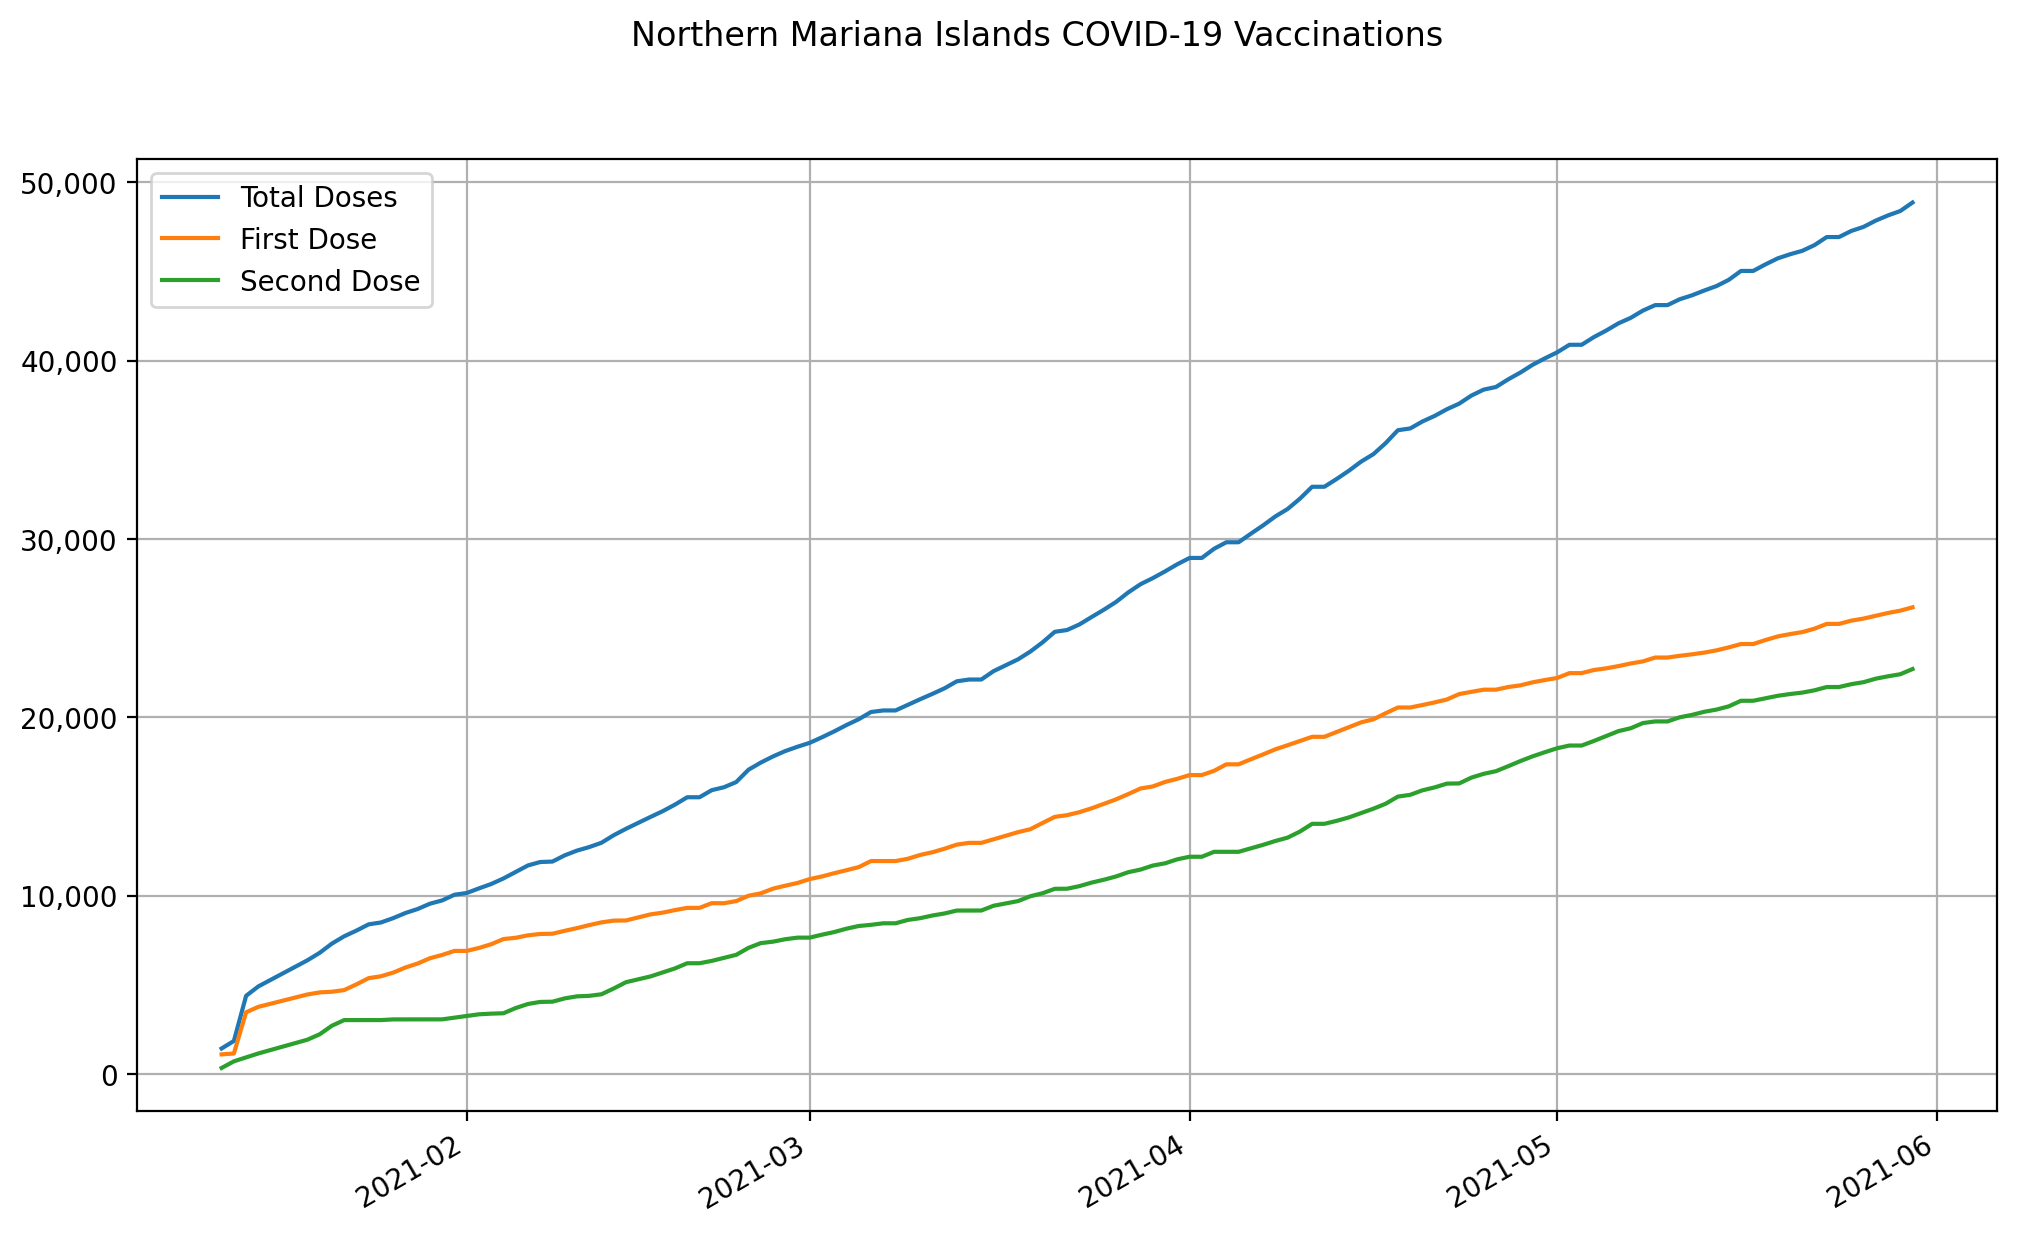 Northern Mariana Islands COVID-19 Vaccinations
50,000
40,000
30,000
20,000
10,000
0
Total Doses
First Dose
Second Dose
2021-02
2021-03
2021-04
2021-05
2021-06